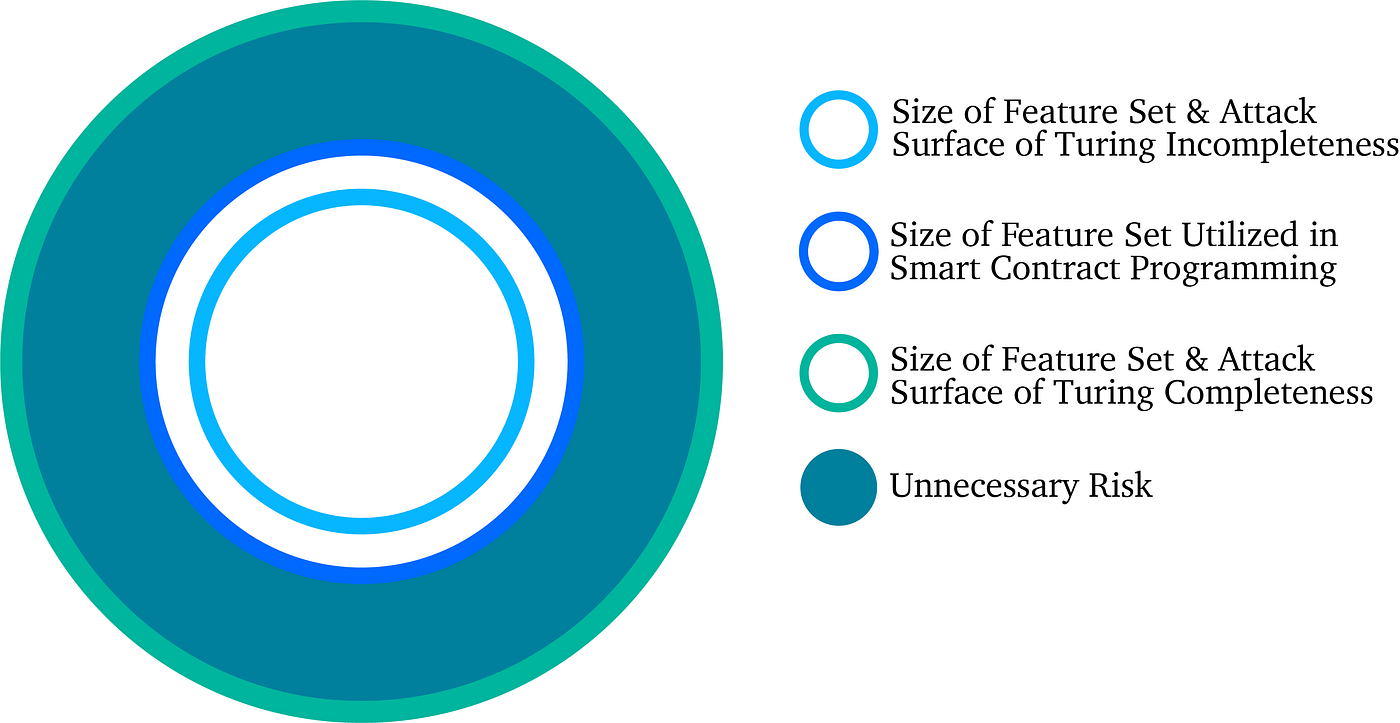 Size of Feature Set & Attack
Surface of Turing Incompleteness
Size of Feature Set Utilized in
Smart Contract Programming
Size of Feature Set & Attack
Surface of Turing Completeness
Unnecessary Risk